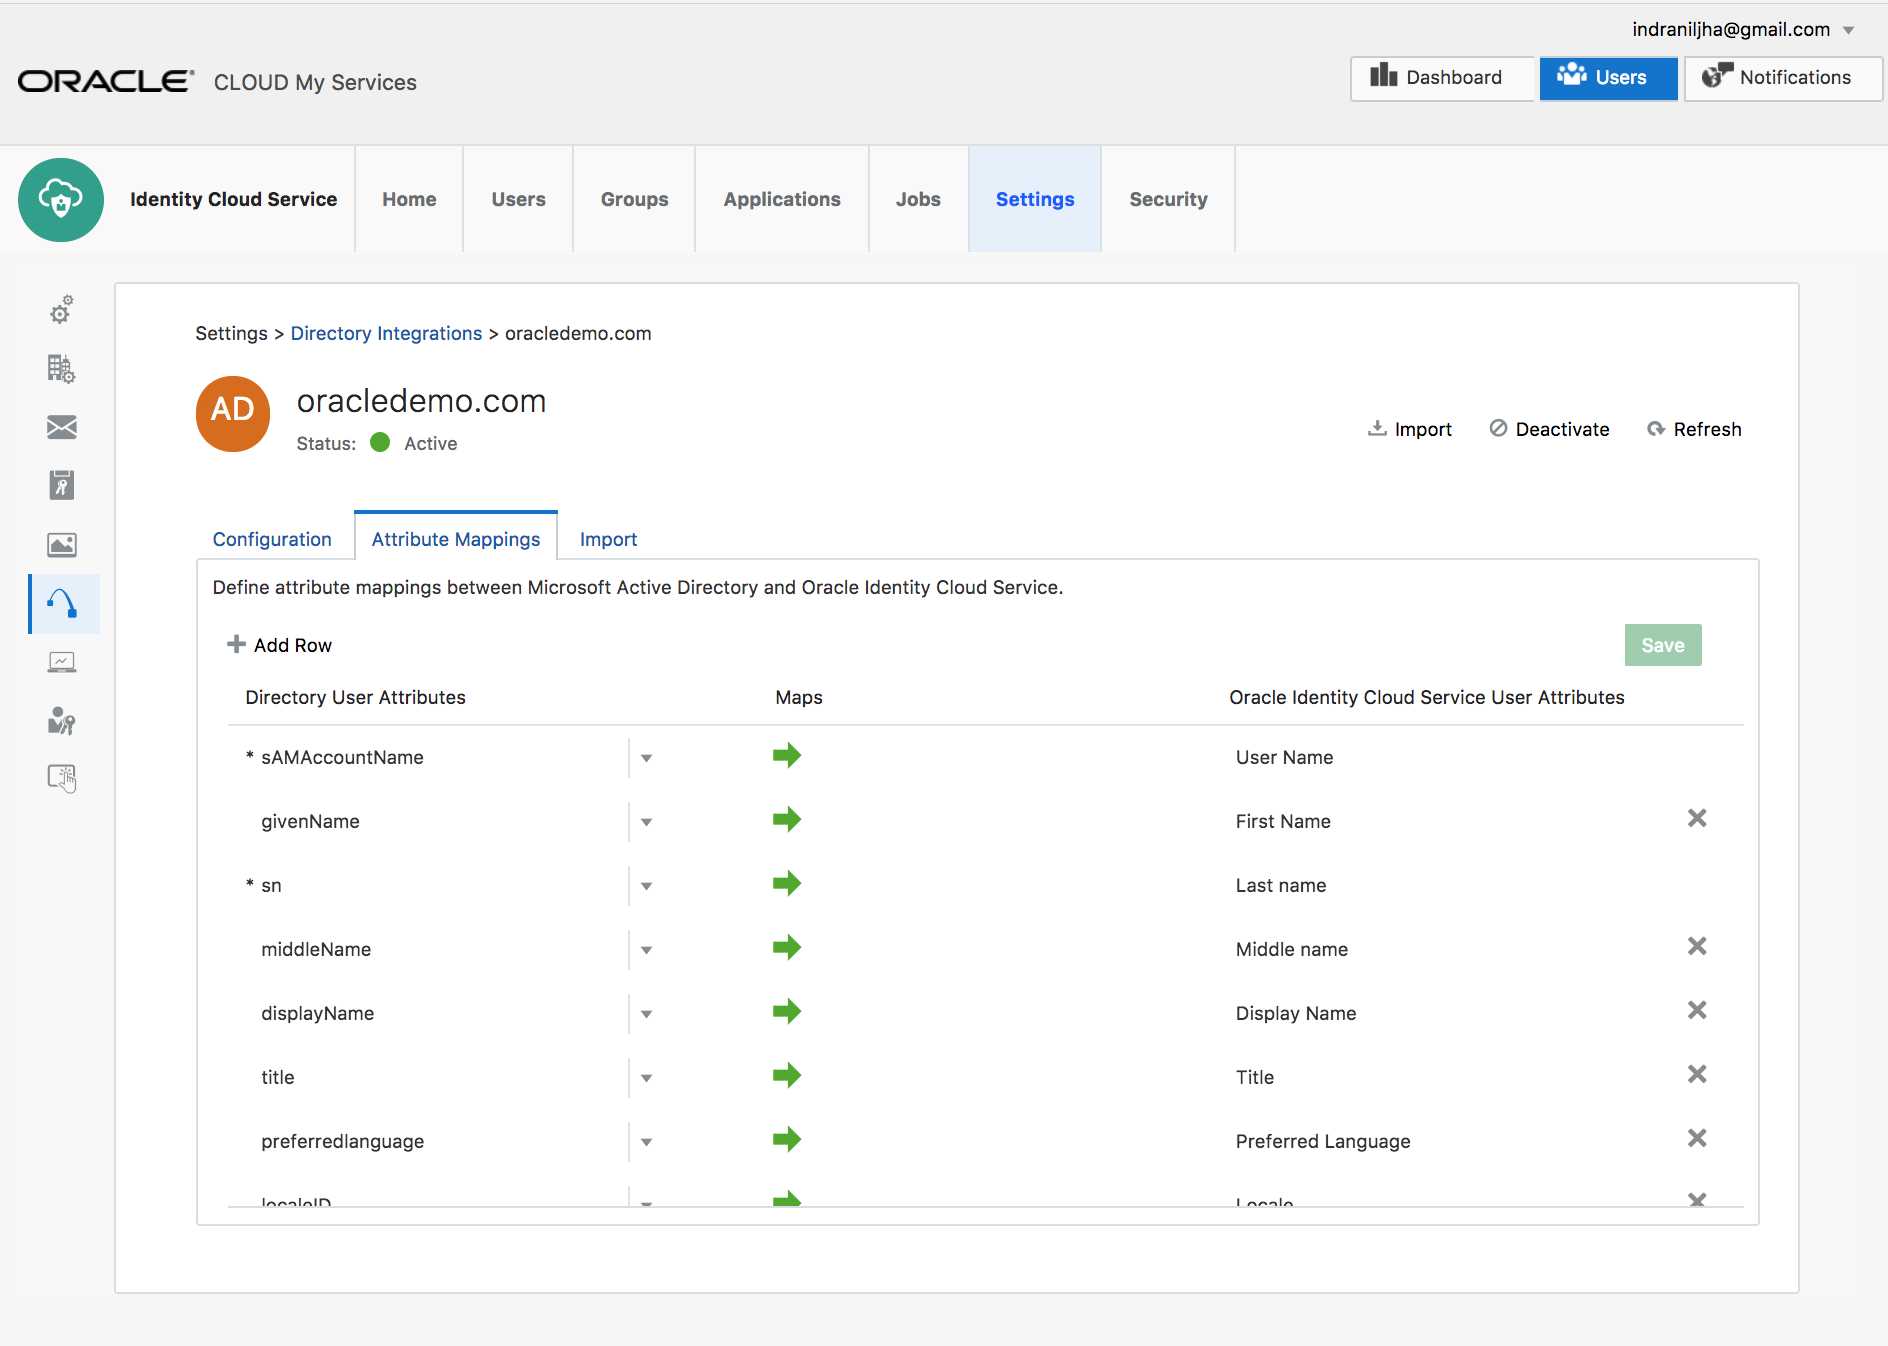 indraniljha@gmail.com
ORACLE® CLOUD My Services
Dashboard Users Notifications
Identity Cloud Service Home Users Groups Applications Jobs Settings Security
Settings > Directory Integrations > oracledemo.com
AD oracledemo.com
Status: Active
Import Deactivate Refresh
Configuration Attribute Mappings Import
Define attribute mappings between Microsoft Active Directory and Oracle Identity Cloud Service.
Add Row Save
Directory User Attributes Maps Oracle Identity Cloud Service User Attributes
* sAMAccountName User Name
givenName First Name
* sn Last name
middleName Middle name
displayName Display Name
title Title
preferredlanguage Preferred Language
localeID Locale